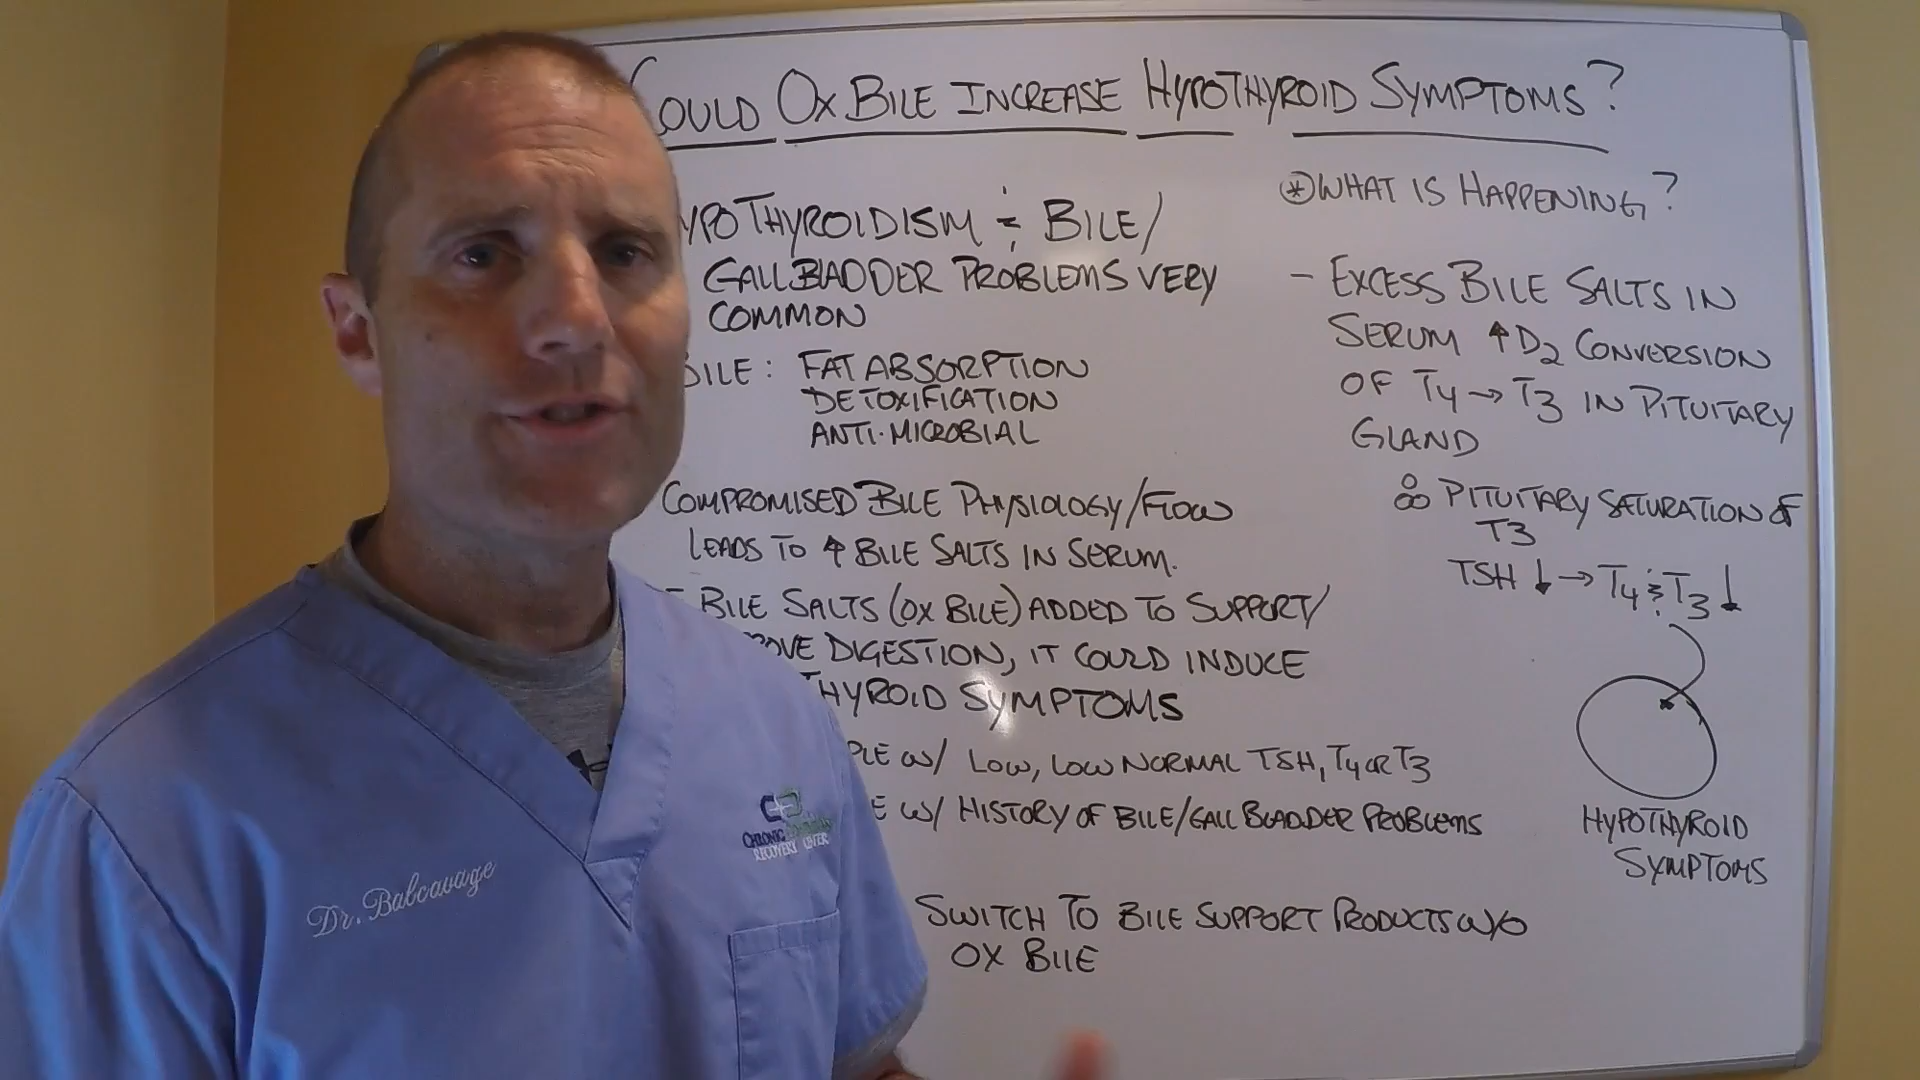 COULD OX BILE INCREASE HYPOTHYROID SYMPTOMS?
YPOTHYROIDISM & BILE/
GALLBLADDER PROBLEMS VERY
COMMON
BILE: FAT ABSORPTION
DETOXIFICATION
ANTI-MICROBIAL
COMPROMISED BILE PHYSIOLOGY/FLOW
LEADS TO ↑ BILE SALTS IN SERUM.
BILE SALTS (OX BILE) ADDED TO SUPPORT/
OVE DIGESTION, IT COULD INDUCE
THYROID SYMPTOMS
PLE W/ LOW, LOW NORMAL TSH, T4 OR T3
E W/ HISTORY OF BILE/GALL BLADDER PROBLEMS
SWITCH TO BILE SUPPORT PRODUCTS W/O
OX BILE
* WHAT IS HAPPENING?
- EXCESS BILE SALTS IN
SERUM ↑ D2 CONVERSION
OF T4 → T3 IN PITUITARY
GLAND
∴ PITUITARY SATURATION OF
T3
TSH ↓ → T4 & T3 ↓
HYPOTHYROID
SYMPTOMS
Dr. Balcavage
CHRONIC
RECOVERY CENTER